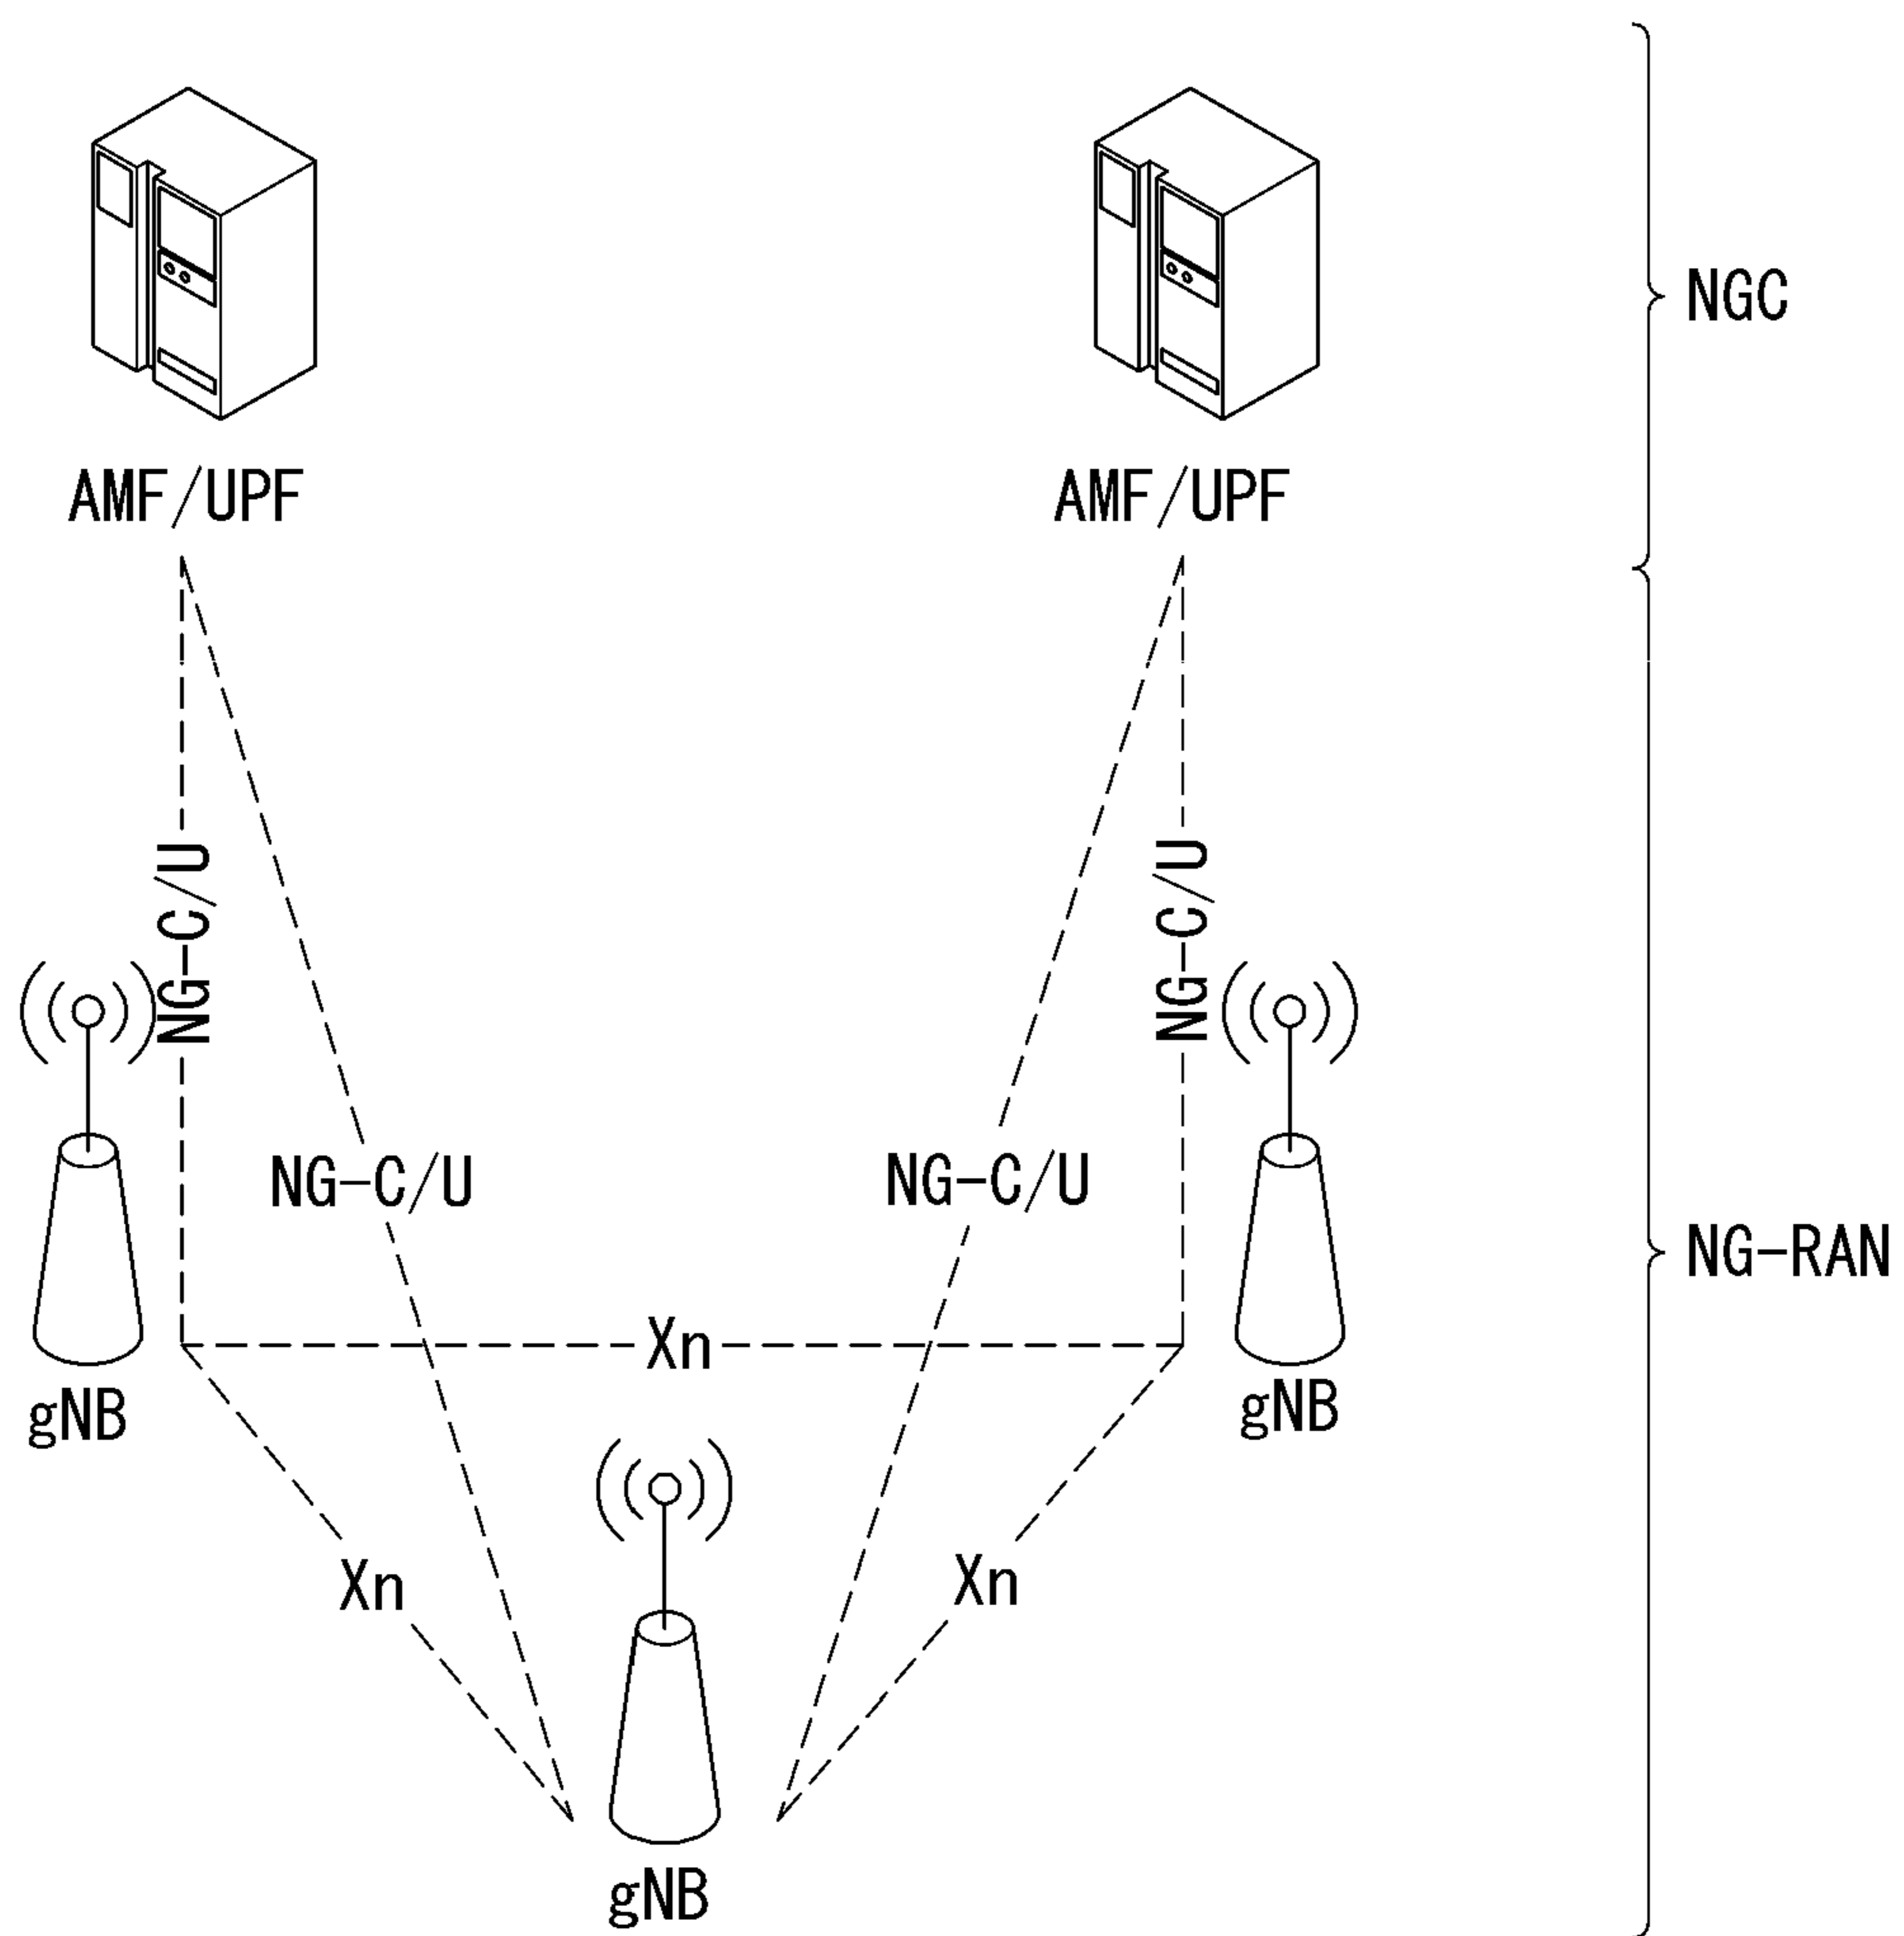 NGC
AMF/UPF
AMF/UPF
NG-C/U
NG-C/U
NG-C/U
NG-C/U
NG-RAN
Xn
gNB
gNB
Xn
Xn
gNB